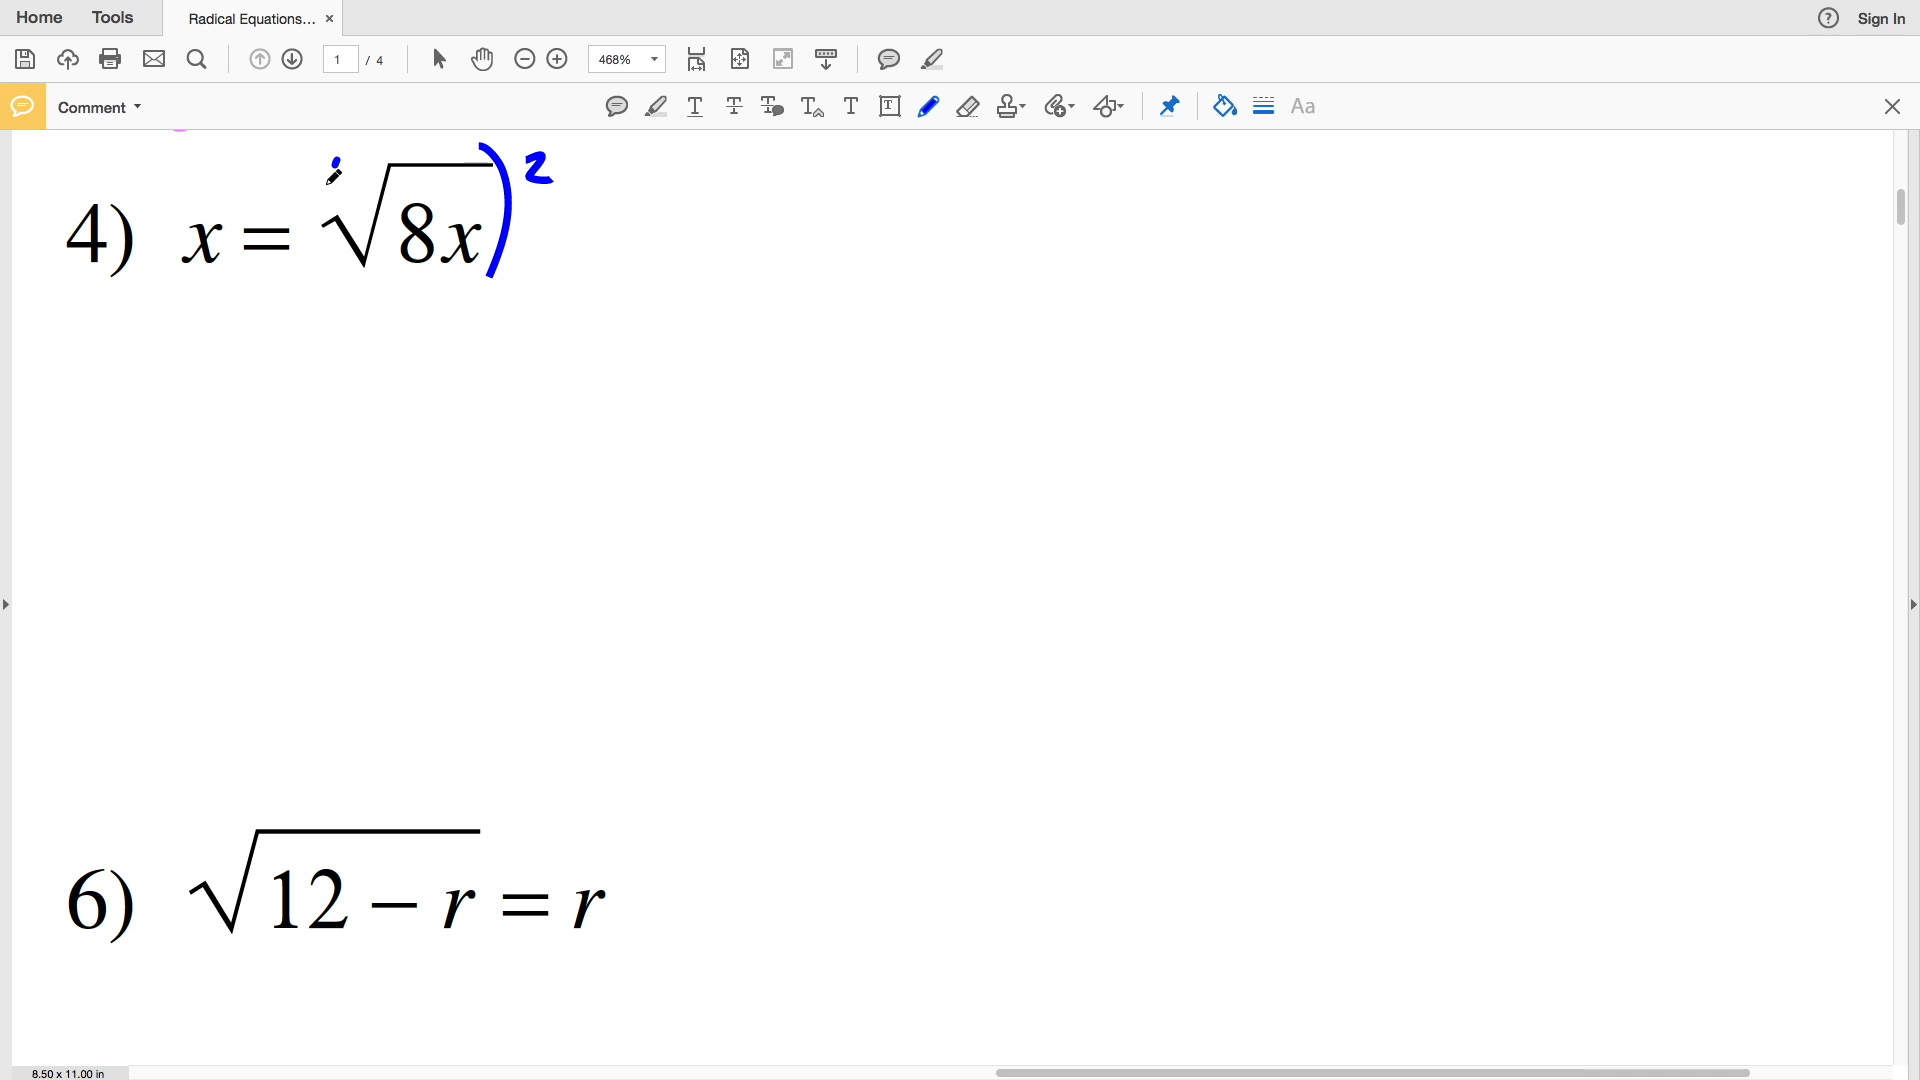 Home Tools Radical Equations... × ? Sign In
1 / 4 468%
Comment T T T T T T Aa
4) x = √8x)²
6) √12 − r = r
8.50 x 11.00 in